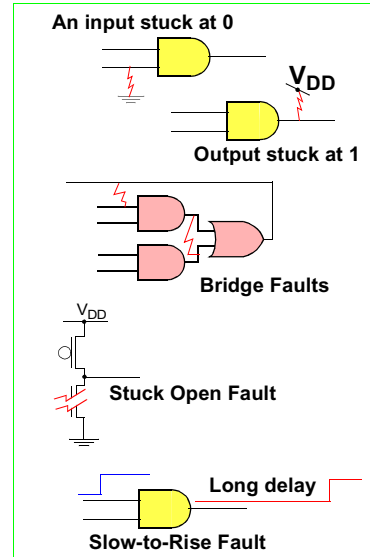 An input stuck at 0
VDD
Output stuck at 1
Bridge Faults
VDD
Stuck Open Fault
Long delay
Slow-to-Rise Fault